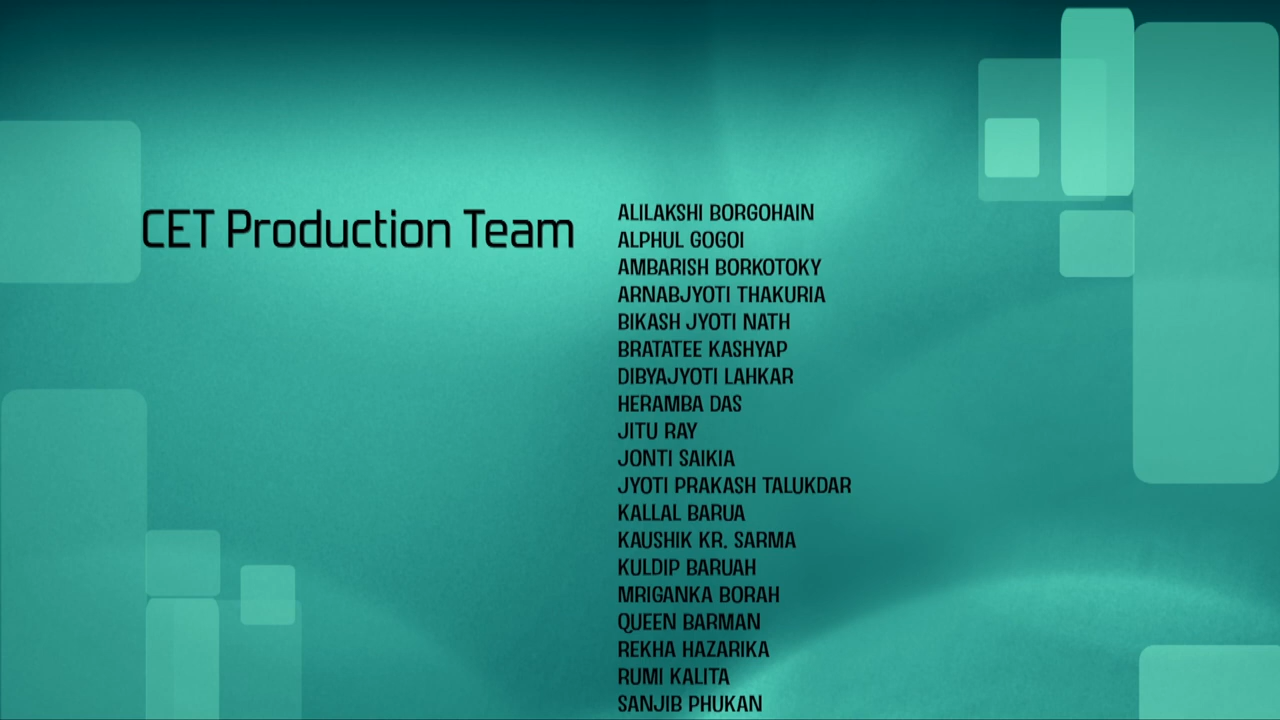 CET Production Team
ALILAKSHI BORGOHAIN
ALPHUL GOGOI
AMBARISH BORKOTOKY
ARNABJYOTI THAKURIA
BIKASH JYOTI NATH
BRATATEE KASHYAP
DIBYAJYOTI LAHKAR
HERAMBA DAS
JITU RAY
JONTI SAIKIA
JYOTI PRAKASH TALUKDAR
KALLAL BARUA
KAUSHIK KR. SARMA
KULDIP BARUAH
MRIGANKA BORAH
QUEEN BARMAN
REKHA HAZARIKA
RUMI KALITA
SANJIB PHUKAN